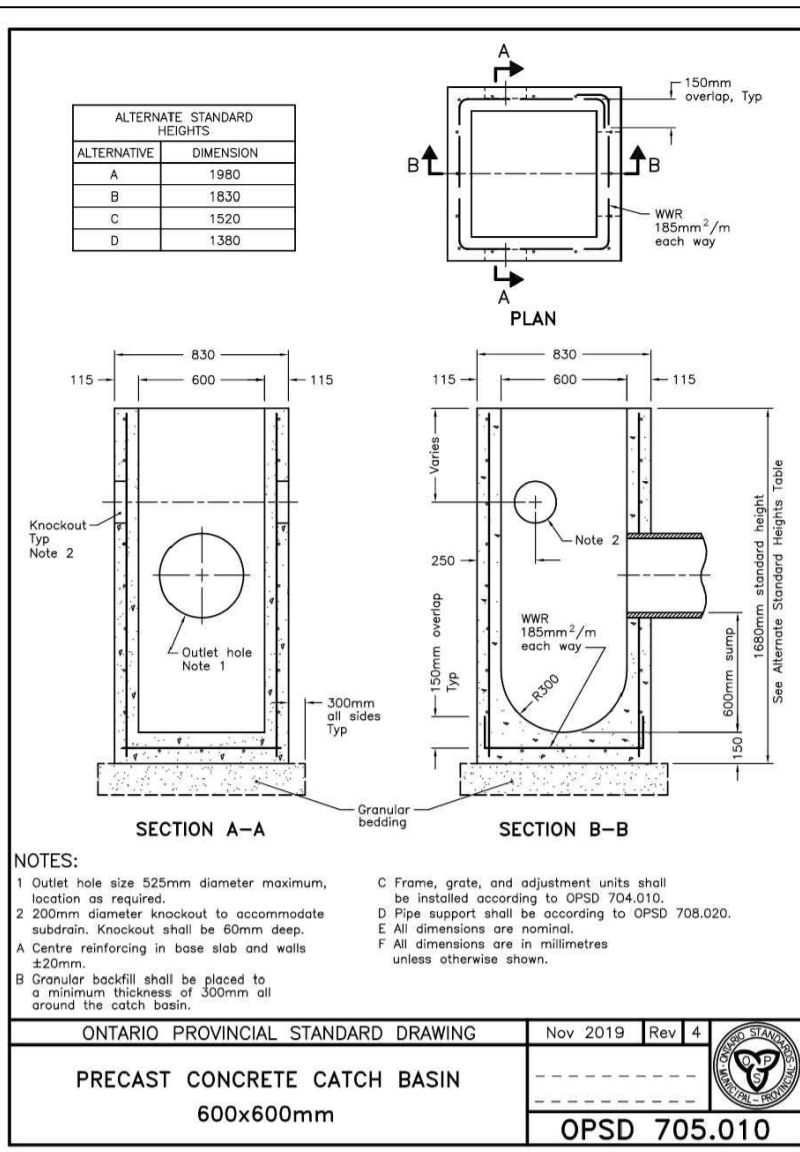 ALTERNATE STANDARD
HEIGHTS
ALTERNATIVE DIMENSION
A 1980
B 1830
C 1520
D 1380
A
150mm
overlap, Typ
B
B
WWR
185mm²/m
each way
A
PLAN
830
115
600
115
Knockout
Typ
Note 2
Outlet hole
Note 1
300mm
all sides
Typ
SECTION A–A
830
115
600
115
Varies
Note 2
250
150mm overlap
Typ
WWR
185mm²/m
each way
R300
600mm sump
150
1680mm standard height
See Alternate Standard Heights Table
Granular
bedding
SECTION B–B
NOTES:
1 Outlet hole size 525mm diameter maximum,
location as required.
2 200mm diameter knockout to accommodate
subdrain. Knockout shall be 60mm deep.
A Centre reinforcing in base slab and walls
±20mm.
B Granular backfill shall be placed to
a minimum thickness of 300mm all
around the catch basin.
C Frame, grate, and adjustment units shall
be installed according to OPSD 704.010.
D Pipe support shall be according to OPSD 708.020.
E All dimensions are nominal.
F All dimensions are in millimetres
unless otherwise shown.
ONTARIO PROVINCIAL STANDARD DRAWING
Nov 2019 Rev 4
PRECAST CONCRETE CATCH BASIN
600x600mm
ONTARIO STANDARDS
MUNICIPAL – PROVINCIAL
O P
S
OPSD 705.010